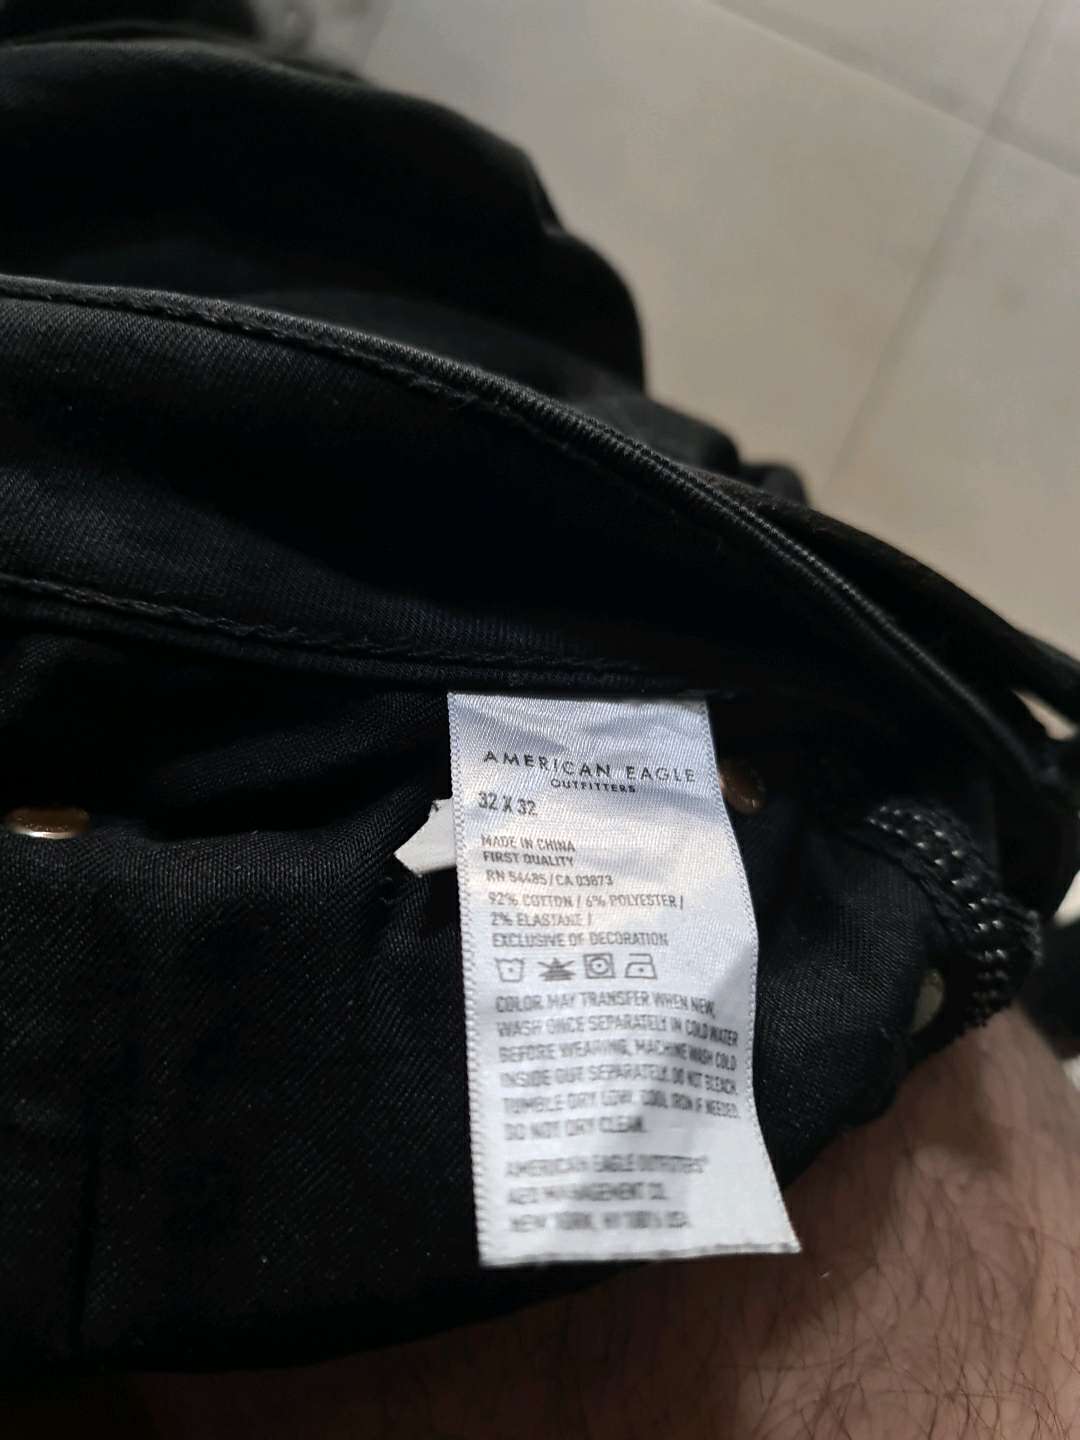 AMERICAN EAGLE
OUTFITTERS
32 X 32
MADE IN CHINA
FIRST QUALITY
RN 54485/CA 03873
92% COTTON / 6% POLYESTER /
2% ELASTANE /
EXCLUSIVE OF DECORATION
COLOR MAY TRANSFER WHEN NEW,
WASH ONCE SEPARATELY IN COLD WATER
BEFORE WEARING, MACHINE WASH COLD
INSIDE OUT SEPARATELY. DO NOT BLEACH.
TUMBLE DRY LOW. COOL IRON IF NEEDED.
DO NOT DRY CLEAN.
AMERICAN EAGLE OUTFITTERS®
AEO MANAGEMENT CO.
NEW YORK, NY USA